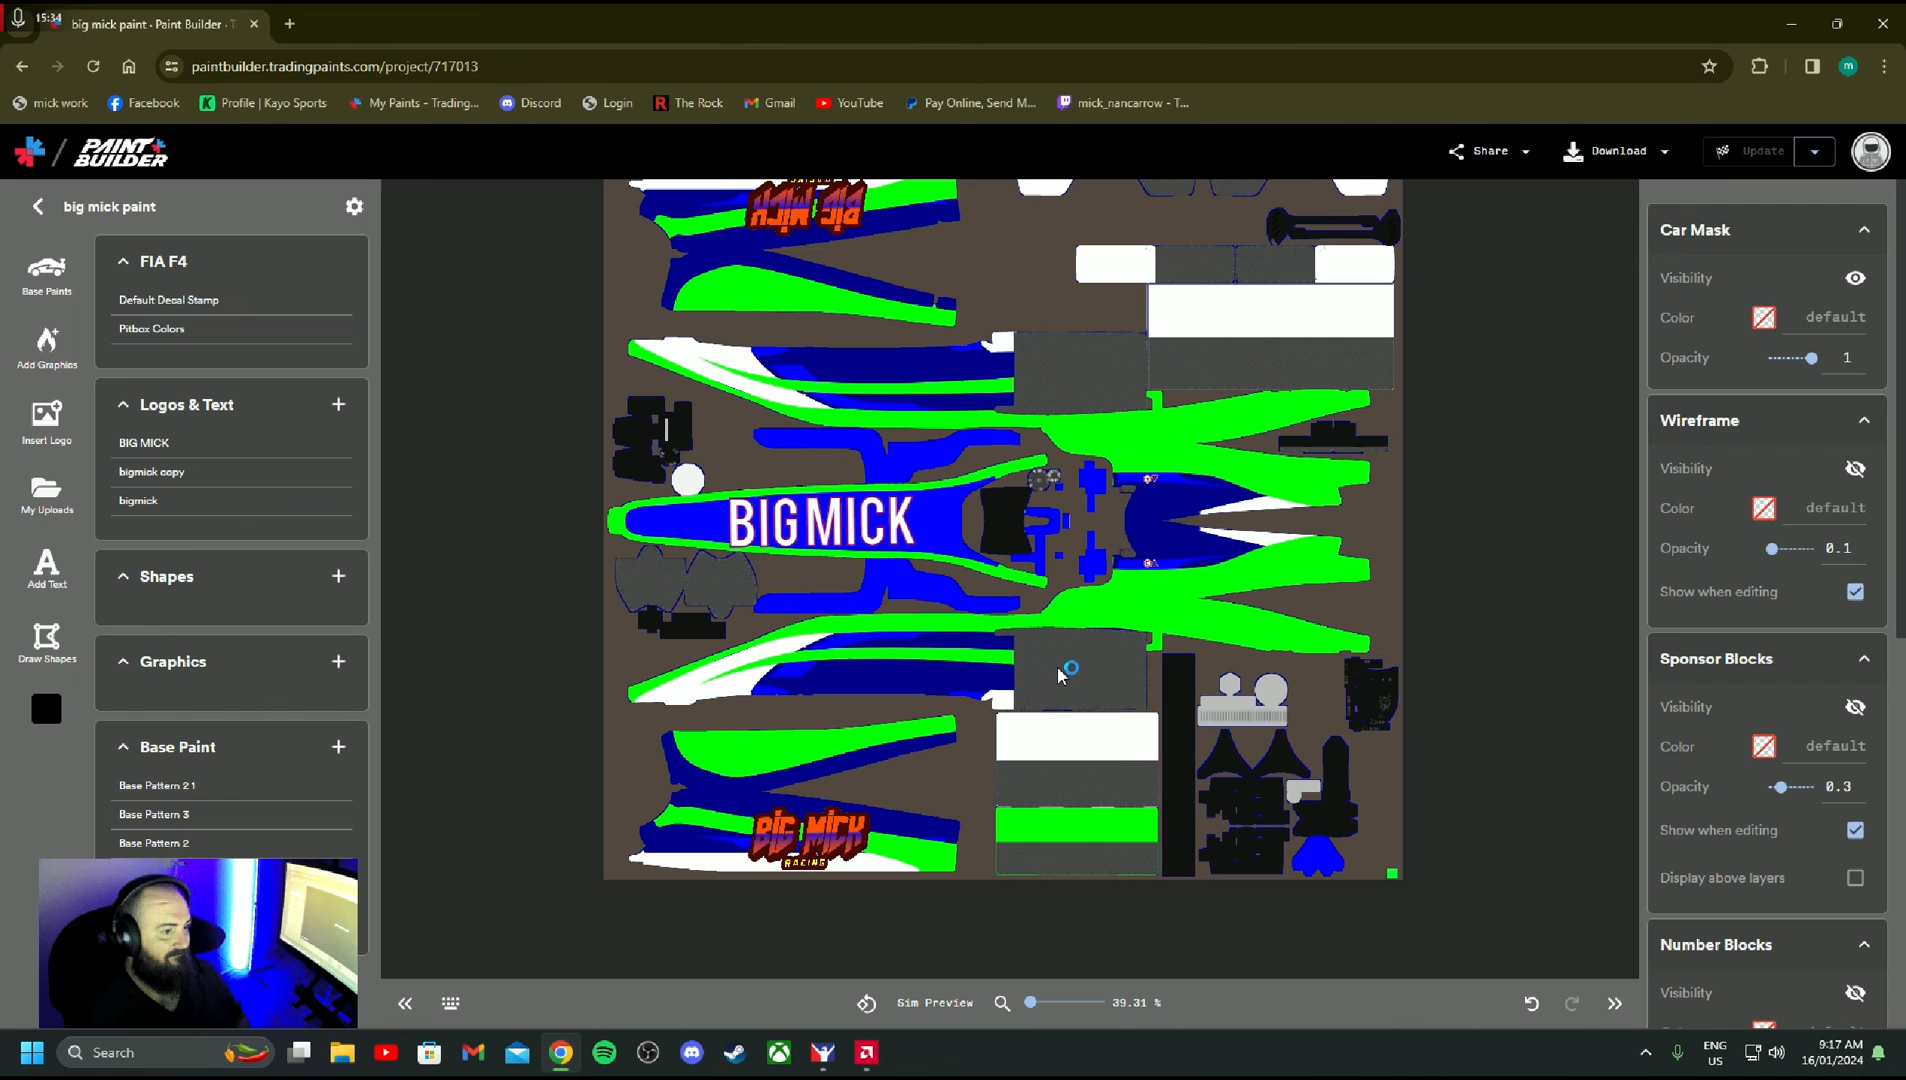 15:34
big mick paint · Paint Builder · T
paintbuilder.tradingpaints.com/project/717013
mick work
Facebook
Profile | Kayo Sports
My Paints – Trading...
Discord
Login
R The Rock
Gmail
YouTube
Pay Online, Send M...
mick_nancarrow - T...
m
PAINT
BUILDER
Share
Download
Update
big mick paint
Base Paints
Add Graphics
Insert Logo
My Uploads
Add Text
Draw Shapes
FIA F4
Default Decal Stamp
Pitbox Colors
Logos & Text
BIG MICK
bigmick copy
bigmick
Shapes
Graphics
Base Paint
Base Pattern 21
Base Pattern 3
Base Pattern 2
BIG MICK
BIG MICK
BIG MICK
RACING
Car Mask
Visibility
Color default
Opacity 1
Wireframe
Visibility
Color default
Opacity 0.1
Show when editing
Sponsor Blocks
Visibility
Color default
Opacity 0.3
Show when editing
Display above layers
Number Blocks
Visibility
Sim Preview
39.31 %
Search
ENG
US
9:17 AM
16/01/2024